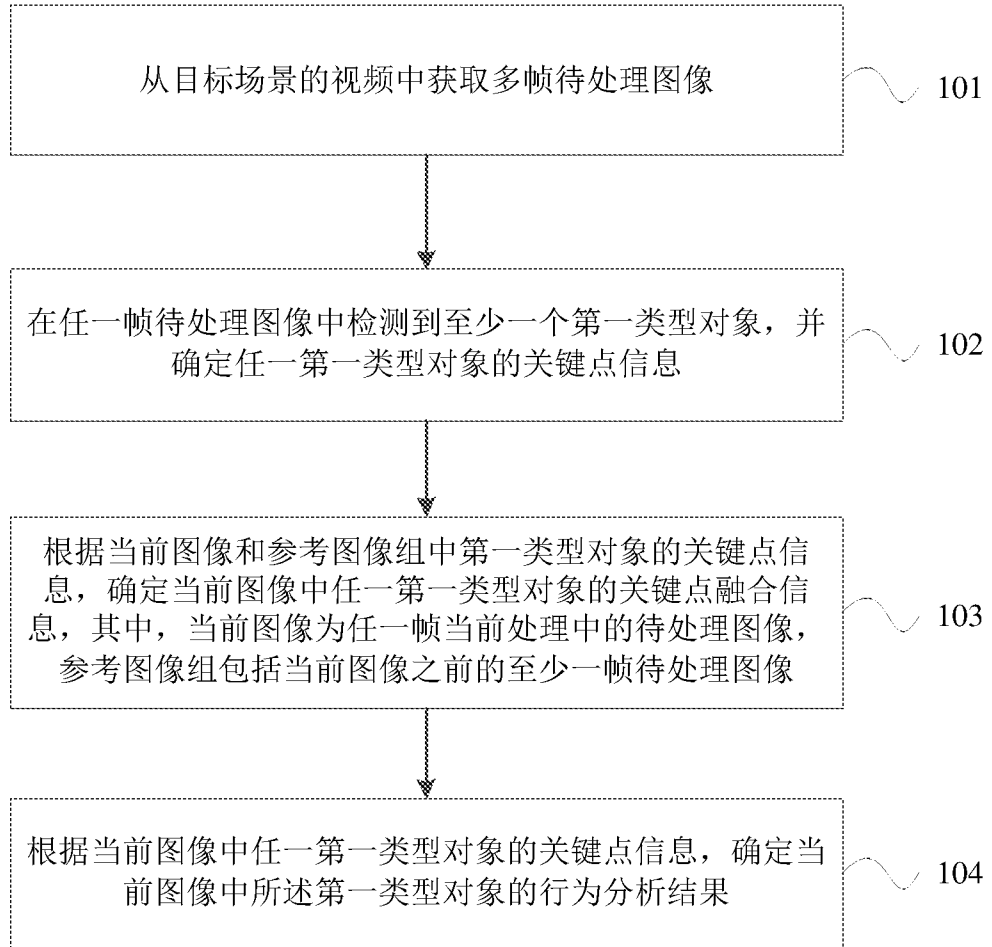 从目标场景的视频中获取多帧待处理图像
101
在任一帧待处理图像中检测到至少一个第一类型对象，并
确定任一第一类型对象的关键点信息
102
根据当前图像和参考图像组中第一类型对象的关键点信
息，确定当前图像中任一第一类型对象的关键点融合信
息，其中，当前图像为任一帧当前处理中的待处理图像，
参考图像组包括当前图像之前的至少一帧待处理图像
103
根据当前图像中任一第一类型对象的关键点信息，确定当
前图像中所述第一类型对象的行为分析结果
104